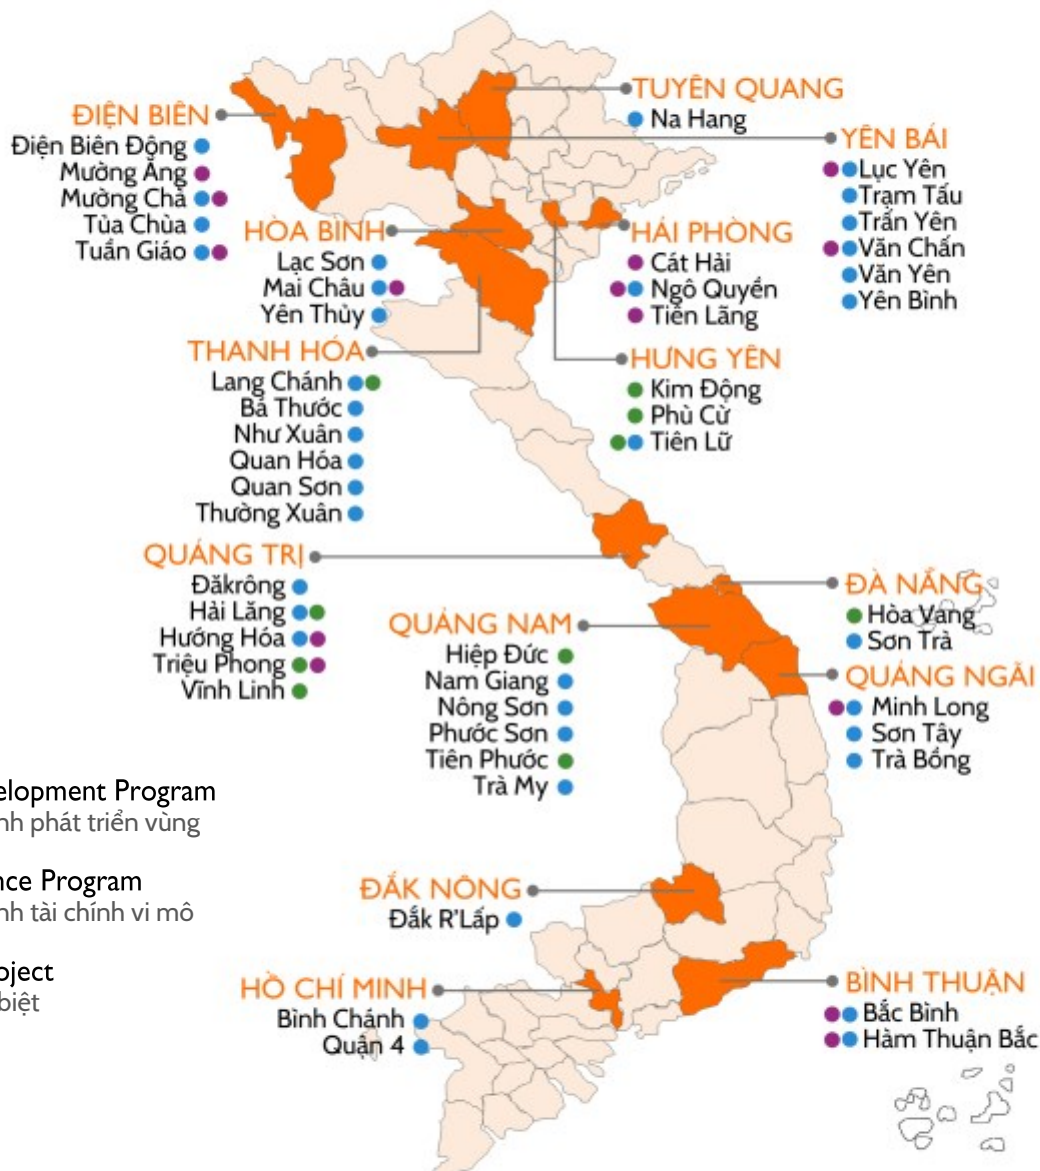 TUYÊN QUANG
Na Hang
ĐIỆN BIÊN
Điện Biên Đông
Mường Ảng
Mường Chà
Tủa Chùa
Tuần Giáo
YÊN BÁI
Lục Yên
Trạm Tấu
Trấn Yên
Văn Chấn
Văn Yên
Yên Bình
HÒA BÌNH
Lạc Sơn
Mai Châu
Yên Thủy
HẢI PHÒNG
Cát Hải
Ngô Quyền
Tiên Lãng
THANH HÓA
Lang Chánh
Bá Thước
Như Xuân
Quan Hóa
Quan Sơn
Thường Xuân
HƯNG YÊN
Kim Động
Phù Cừ
Tiên Lữ
QUẢNG TRỊ
Đăkrông
Hải Lăng
Hướng Hóa
Triệu Phong
Vĩnh Linh
ĐÀ NẴNG
Hòa Vang
Sơn Trà
QUẢNG NAM
Hiệp Đức
Nam Giang
Nông Sơn
Phước Sơn
Tiên Phước
Trà My
QUẢNG NGÃI
Minh Long
Sơn Tây
Trà Bồng
elopment Program
nh phát triển vùng
nce Program
nh tài chính vi mô
oject
biệt
ĐẮK NÔNG
Đắk R'Lấp
HỒ CHÍ MINH
Bình Chánh
Quận 4
BÌNH THUẬN
Bắc Bình
Hàm Thuận Bắc